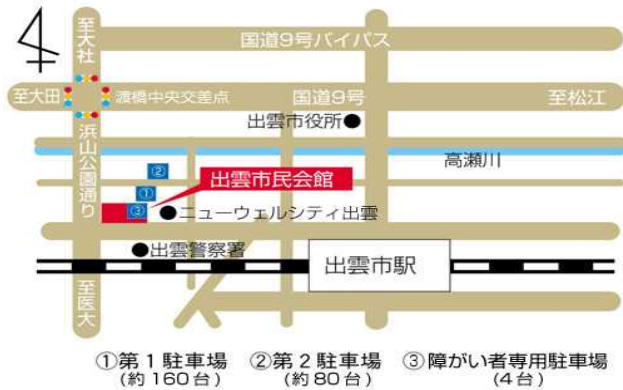 至大社
国道9号バイパス
至大田
渡橋中央交差点
国道9号
至松江
出雲市役所
浜山公園通り
高瀬川
②
出雲市民会館
①
③
ニューウェルシティ出雲
出雲警察署
出雲市駅
至医大
①第1駐車場
(約160台)
②第2駐車場
(約80台)
③障がい者専用駐車場
(4台)